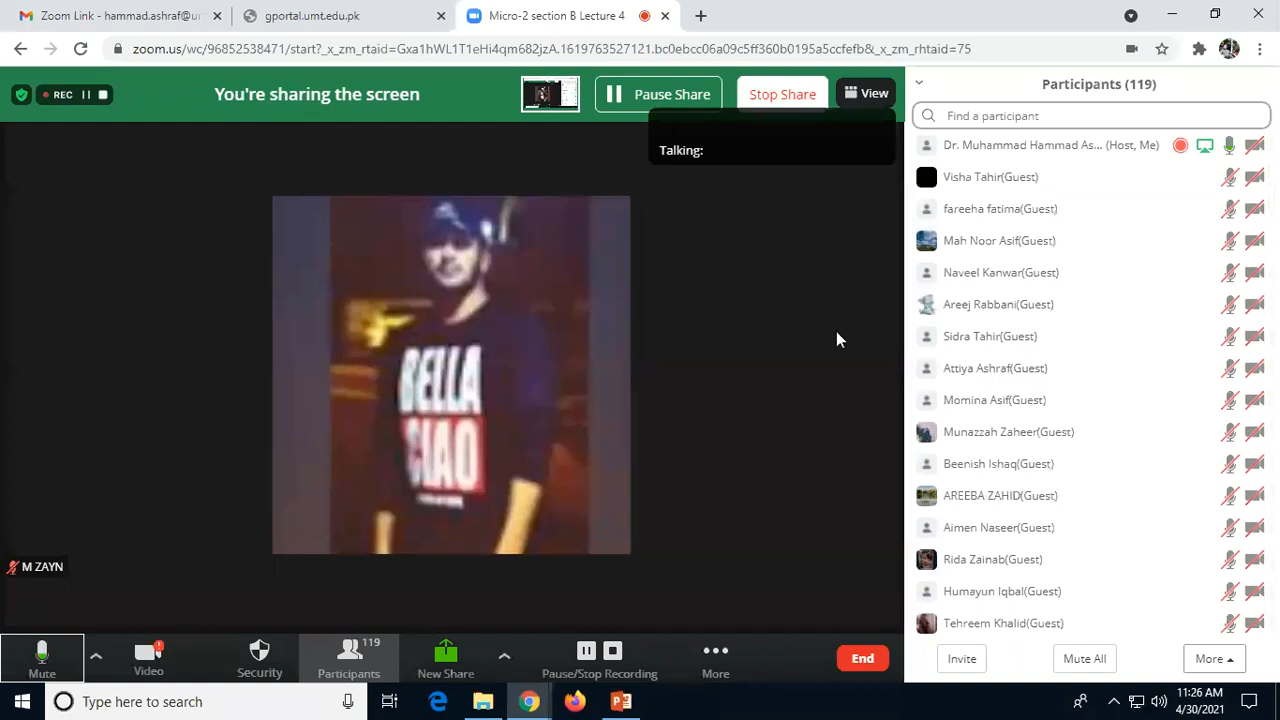 Zoom Link - hammad.ashraf@u
gportal.umt.edu.pk
Micro-2 section B Lecture 4
zoom.us/wc/96852538471/start?_x_zm_rtaid=Gxa1hWL1T1eHi4qm62jzA.1619763527121.bc0ebcc06a09c5ff360b0195a5ccfefb&_x_zm_rhtaid=75
REC
You're sharing the screen
Pause Share
Stop Share
View
Talking:
BELLA
CIAO
M ZAYN
Participants (119)
Find a participant
Dr. Muhammad Hammad As... (Host, Me)
Visha Tahir(Guest)
fareeha fatima(Guest)
Mah Noor Asif(Guest)
Naveel Kanwar(Guest)
Areej Rabbani(Guest)
Sidra Tahir(Guest)
Attiya Ashraf(Guest)
Momina Asif(Guest)
Munazzah Zaheer(Guest)
Beenish Ishaq(Guest)
AREEBA ZAHID(Guest)
Aimen Naseer(Guest)
Rida Zainab(Guest)
Humayun Iqbal(Guest)
Tehreem Khalid(Guest)
Invite
Mute All
More
Mute
Video
Security
Participants
119
New Share
Pause/Stop Recording
More
End
Type here to search
11:26 AM
4/30/2021